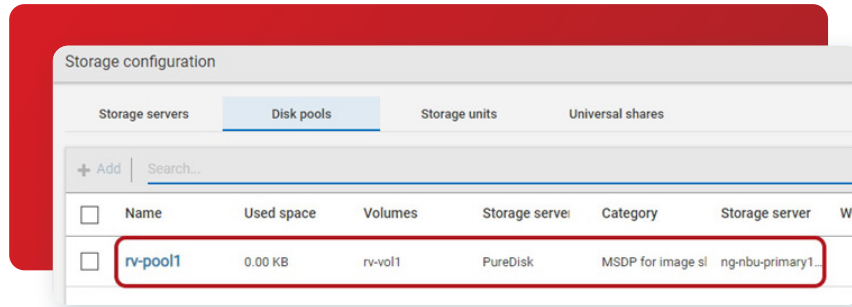 Storage configuration
Storage servers Disk pools Storage units Universal shares
Add Search...
Name Used space Volumes Storage server Category Storage server W
rv-pool1 0.00 KB rv-vol1 PureDisk MSDP for image sl ng-nbu-primary1...